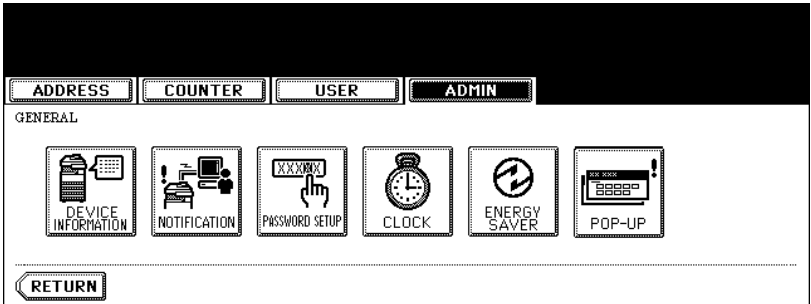 ADDRESS COUNTER USER ADMIN
GENERAL
DEVICE INFORMATION NOTIFICATION PASSWORD SETUP CLOCK ENERGY SAVER POP-UP
RETURN